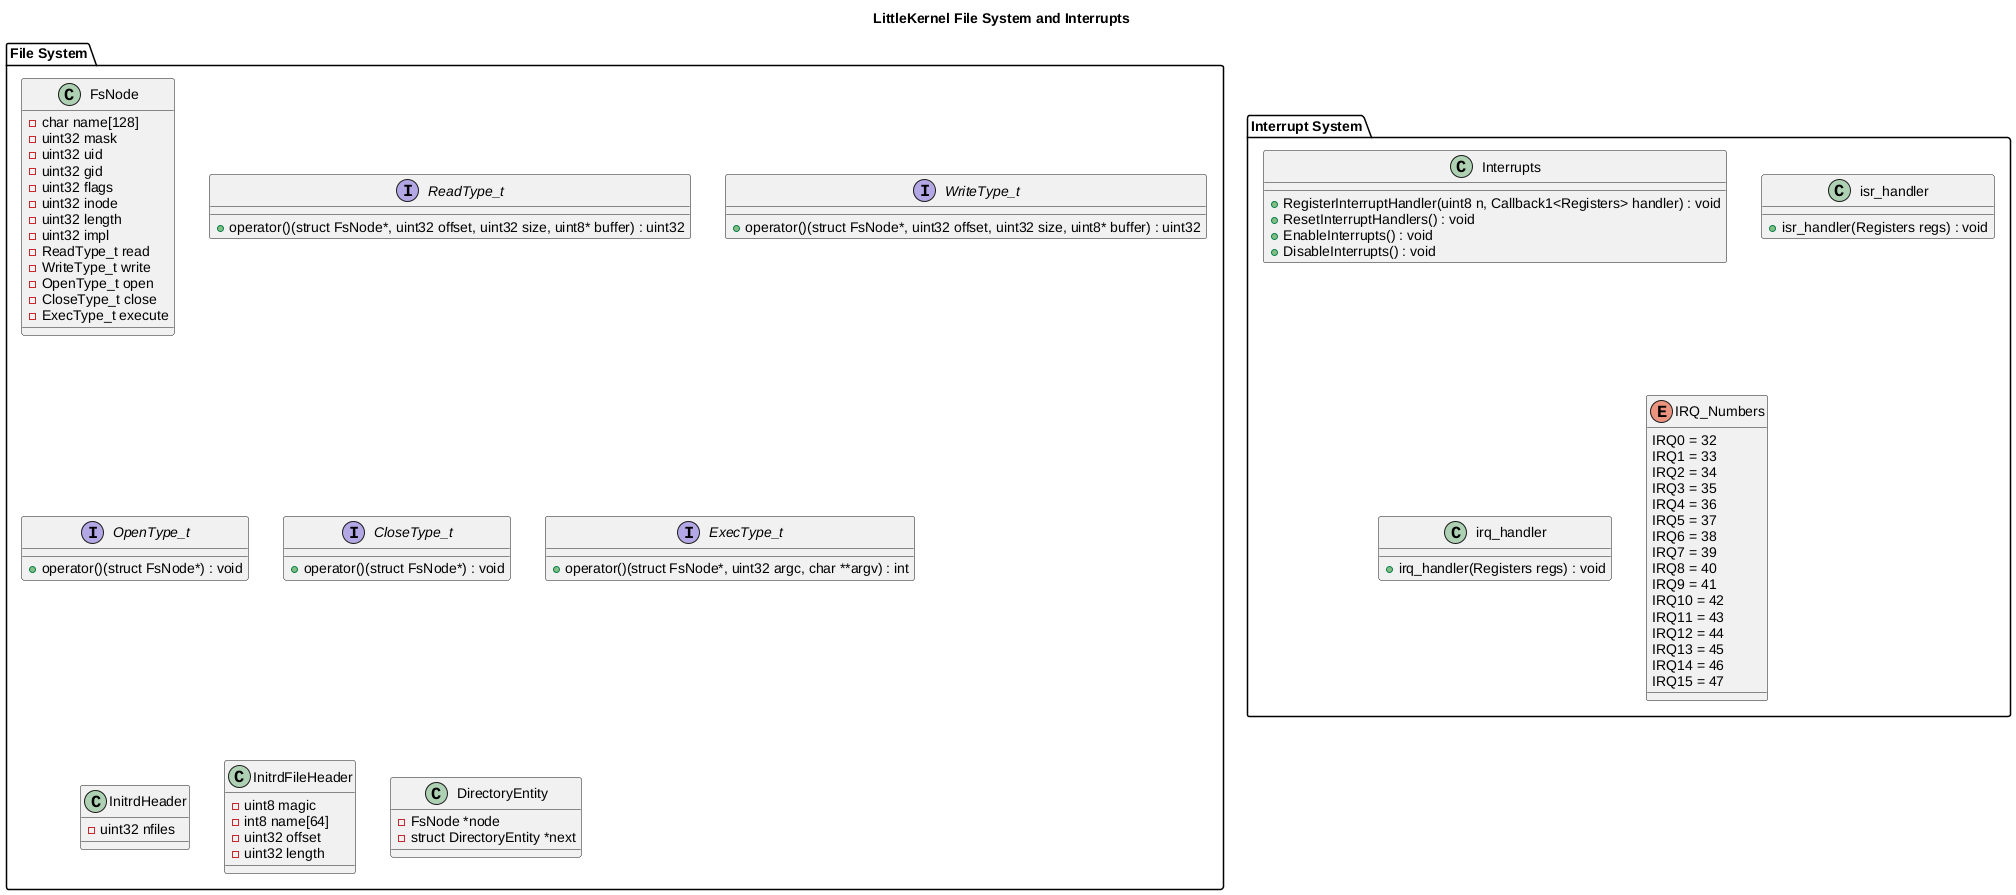 LittleKernel File System and Interrupts
File System
FsNode
char name[128]
uint32 mask
uint32 uid
uint32 gid
uint32 flags
uint32 inode
uint32 length
uint32 impl
ReadType_t read
WriteType_t write
OpenType_t open
CloseType_t close
ExecType_t execute
ReadType_t
operator()(struct FsNode*, uint32 offset, uint32 size, uint8* buffer) : uint32
WriteType_t
operator()(struct FsNode*, uint32 offset, uint32 size, uint8* buffer) : uint32
OpenType_t
operator()(struct FsNode*) : void
CloseType_t
operator()(struct FsNode*) : void
ExecType_t
operator()(struct FsNode*, uint32 argc, char **argv) : int
InitrdHeader
uint32 nfiles
InitrdFileHeader
uint8 magic
int8 name[64]
uint32 offset
uint32 length
DirectoryEntity
FsNode *node
struct DirectoryEntity *next
Interrupt System
Interrupts
RegisterInterruptHandler(uint8 n, Callback1<Registers> handler) : void
ResetInterruptHandlers() : void
EnableInterrupts() : void
DisableInterrupts() : void
isr_handler
isr_handler(Registers regs) : void
irq_handler
irq_handler(Registers regs) : void
IRQ_Numbers
IRQ0 = 32
IRQ1 = 33
IRQ2 = 34
IRQ3 = 35
IRQ4 = 36
IRQ5 = 37
IRQ6 = 38
IRQ7 = 39
IRQ8 = 40
IRQ9 = 41
IRQ10 = 42
IRQ11 = 43
IRQ12 = 44
IRQ13 = 45
IRQ14 = 46
IRQ15 = 47